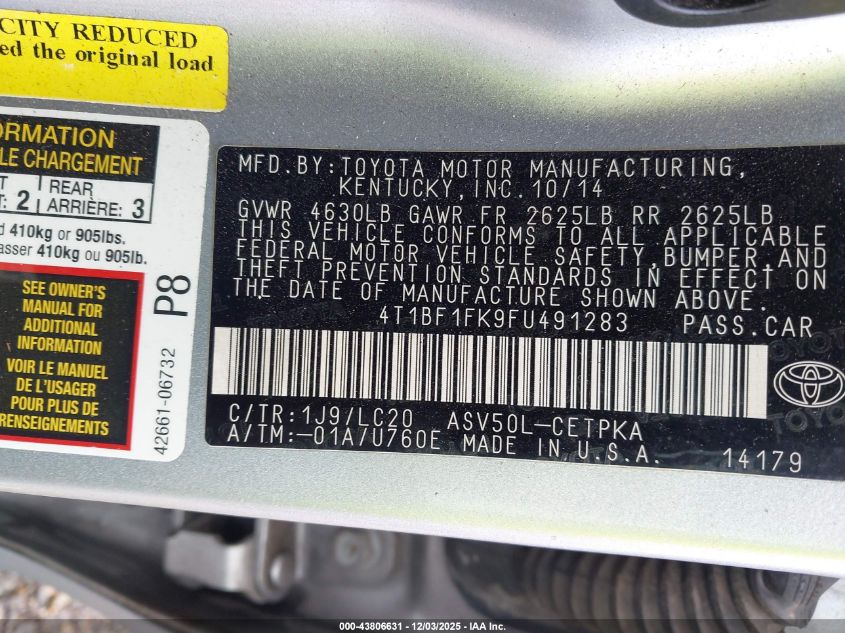 CITY REDUCED
ed the original load
ORMATION
LE CHARGEMENT
T: 2
REAR
ARRIÈRE: 3
d 410kg or 905lbs.
asser 410kg ou 905lb.
SEE OWNER'S
MANUAL FOR
ADDITIONAL
INFORMATION
VOIR LE MANUEL
DE L'USAGER
POUR PLUS DE
RENSEIGNEMENTS
P8
42661-06732
MFD.BY:TOYOTA MOTOR MANUFACTURING,
KENTUCKY,INC.10/14
GVWR 4630LB GAWR FR 2625LB RR 2625LB
THIS VEHICLE CONFORMS TO ALL APPLICABLE
FEDERAL MOTOR VEHICLE SAFETY,BUMPER,AND
THEFT PREVENTION STANDARDS IN EFFECT ON
THE DATE OF MANUFACTURE SHOWN ABOVE.
4T1BF1FK9FU491283 PASS.CAR
C/TR:1J9/LC20 ASV50L-CETPKA
A/TM:-01A/U760E MADE IN U.S.A. 14179
TOYOTA
000-43806631 - 12/03/2025 - IAA, Inc.